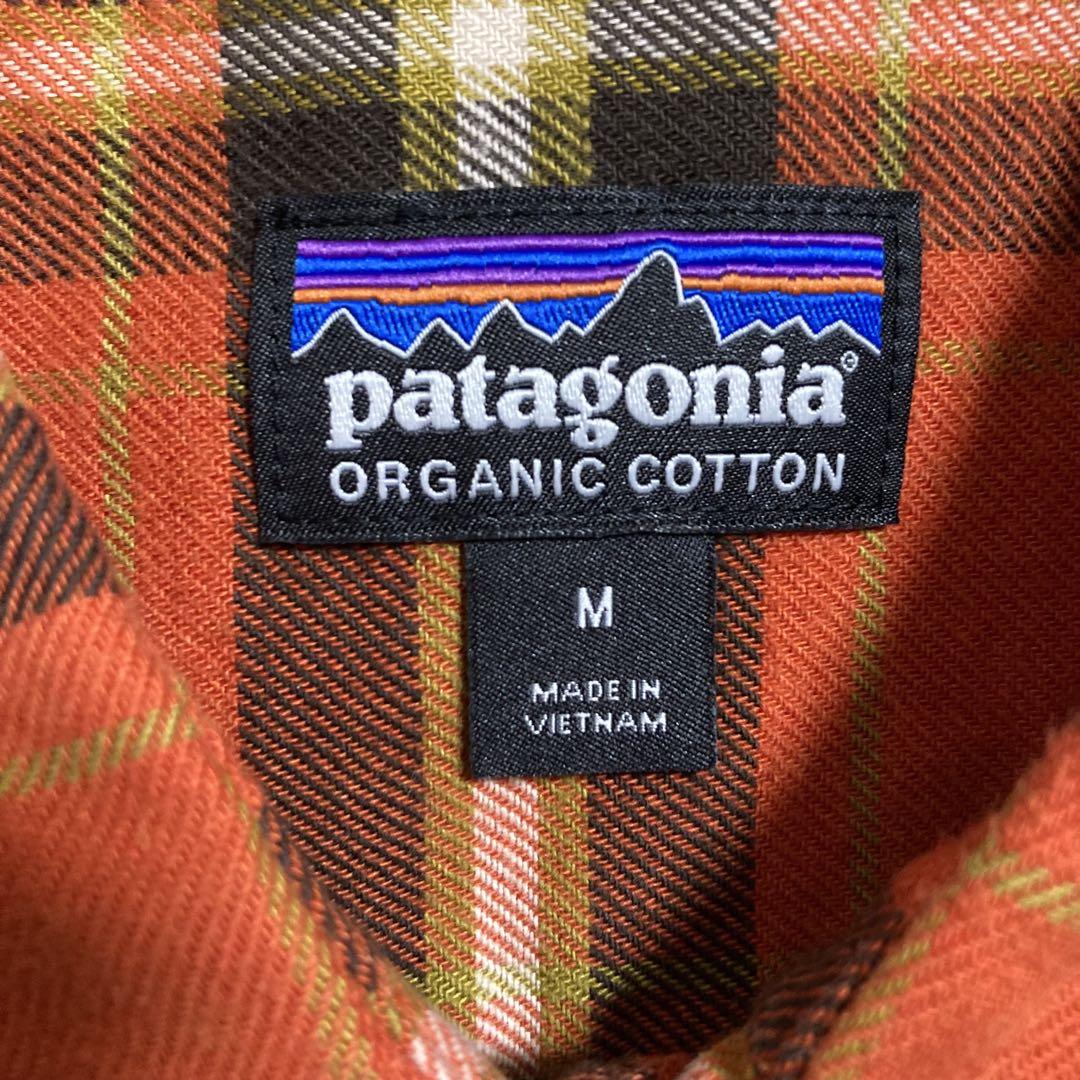 patagonia®
ORGANIC COTTON
M
MADE IN
VIETNAM